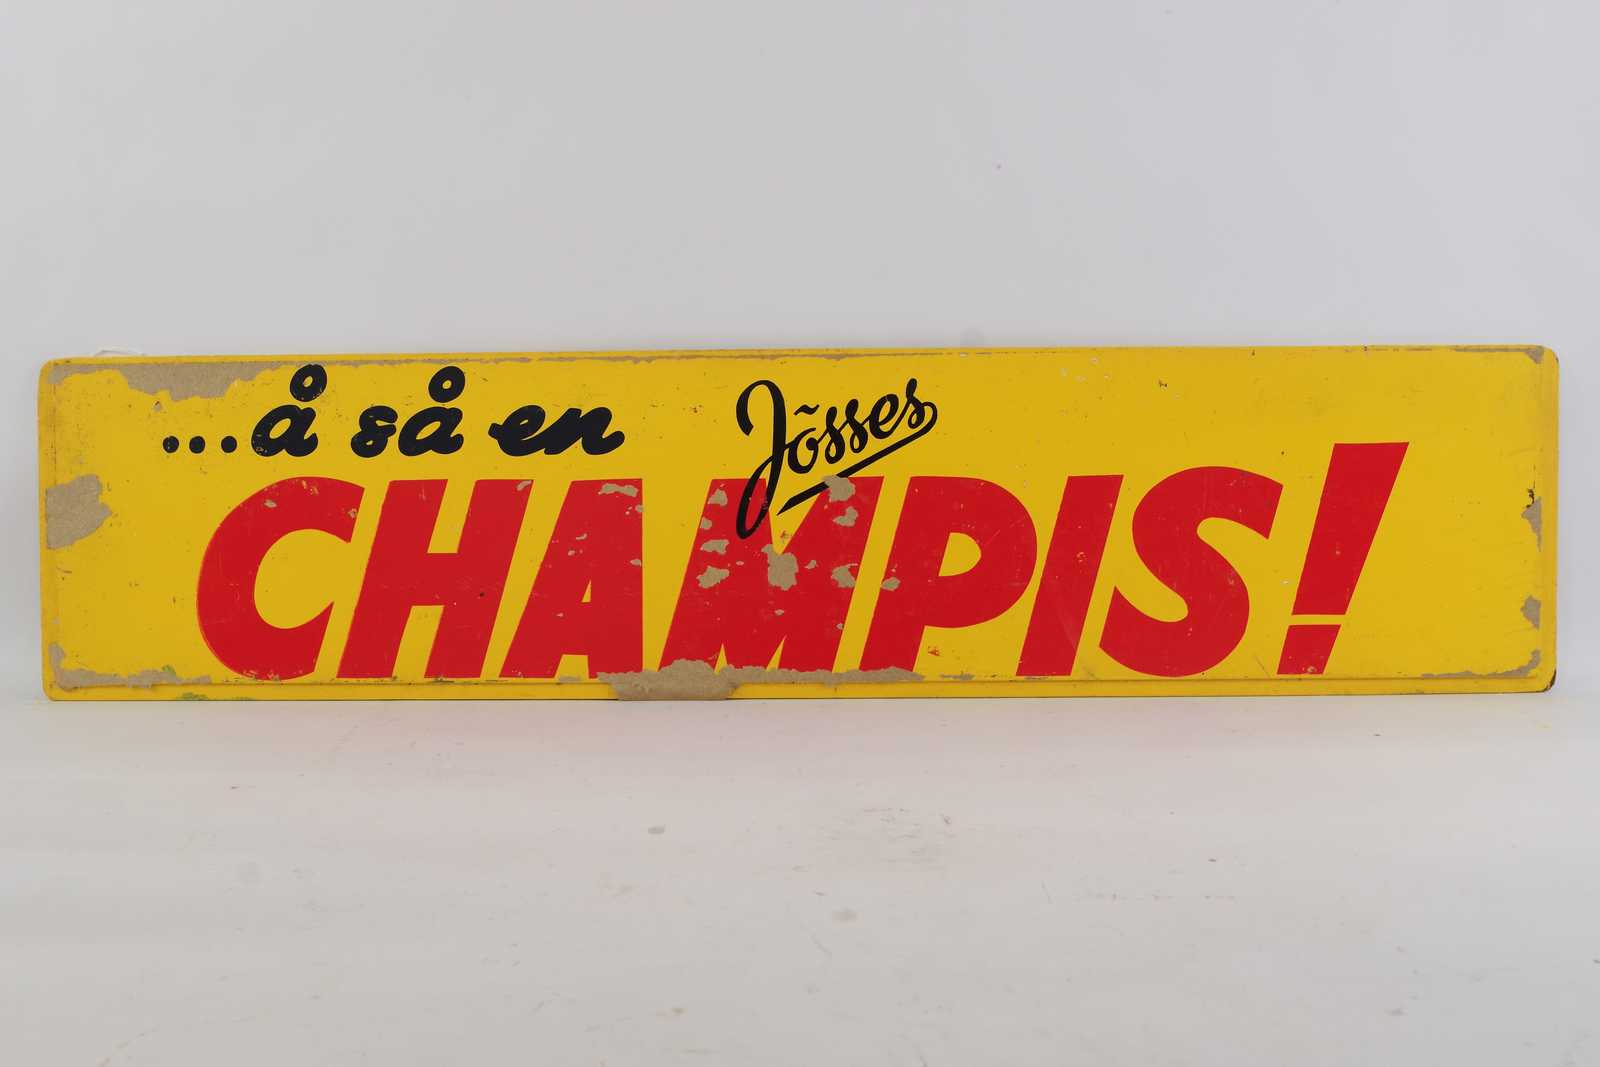 ...å så en Jösses
CHAMPIS!